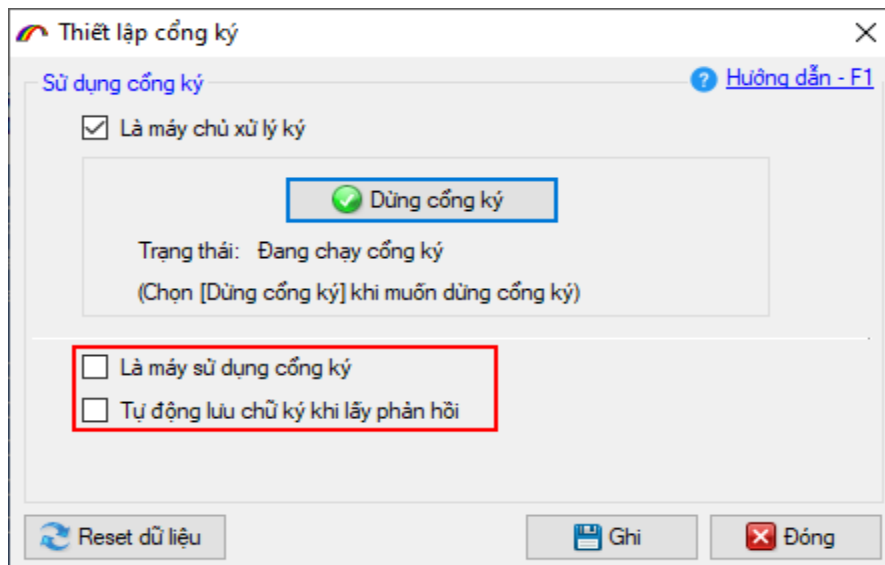 Thiết lập cổng ký
Sử dụng cổng ký
Hướng dẫn - F1
Là máy chủ xử lý ký
Dừng cổng ký
Trạng thái: Đang chạy cổng ký
(Chọn [Dừng cổng ký] khi muốn dừng cổng ký)
Là máy sử dụng cổng ký
Tự động lưu chữ ký khi lấy phản hồi
Reset dữ liệu
Ghi
Đóng